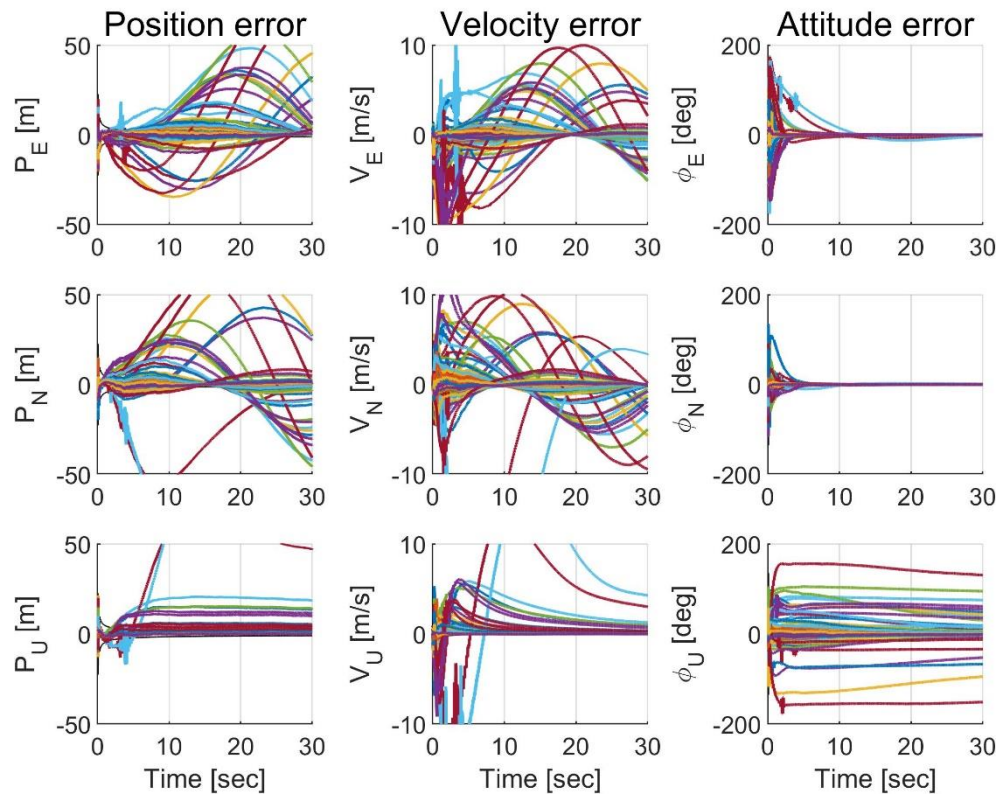 Position error Velocity error Attitude error
50 10 200
P_E [m] V_E [m/s] ϕ_E [deg]
0 0 0
-50 -10 -200
0 10 20 30 0 10 20 30 0 10 20 30
50 10 200
P_N [m] V_N [m/s] ϕ_N [deg]
0 0 0
-50 -10 -200
0 10 20 30 0 10 20 30 0 10 20 30
50 10 200
P_U [m] V_U [m/s] ϕ_U [deg]
0 0 0
-50 -10 -200
0 10 20 30 0 10 20 30 0 10 20 30
Time [sec] Time [sec] Time [sec]